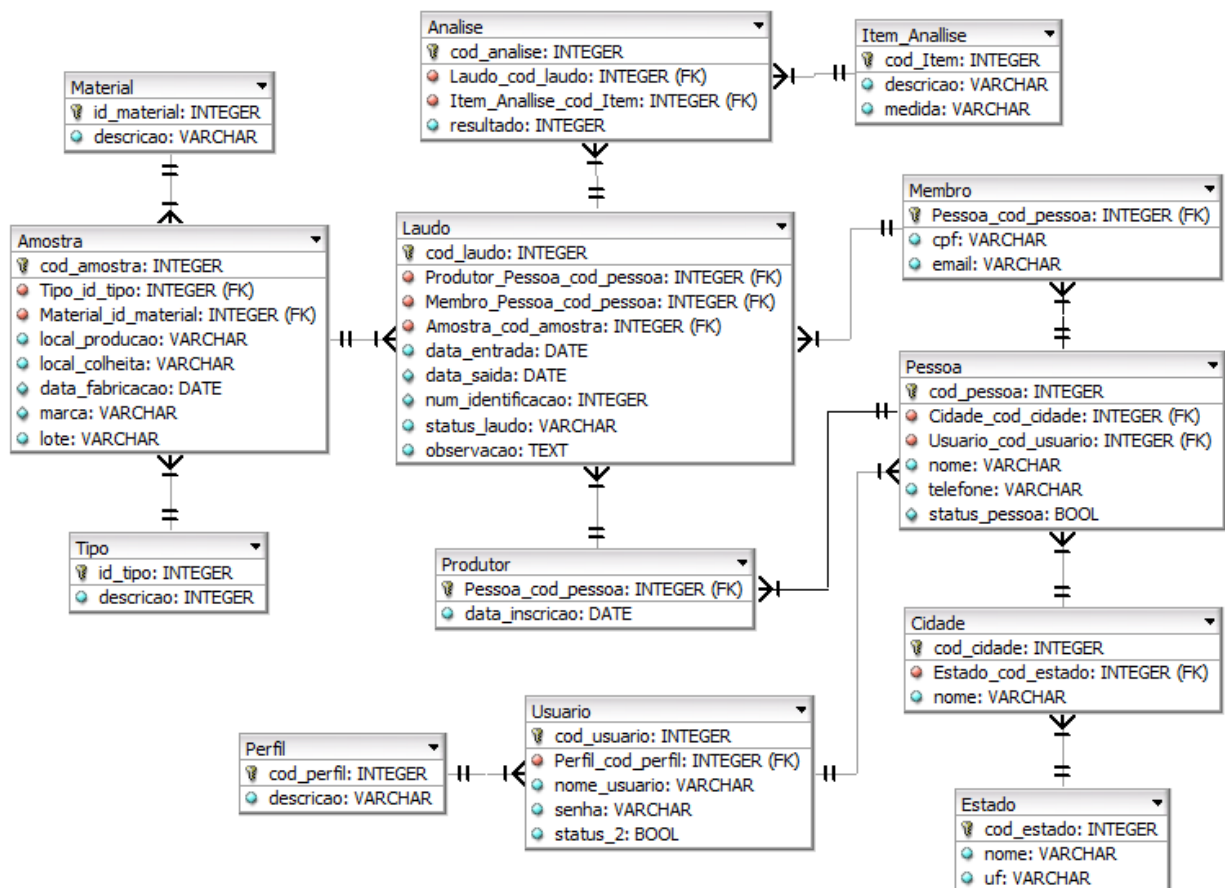 Analise
cod_analise: INTEGER
Laudo_cod_laudo: INTEGER (FK)
Item_Anallise_cod_Item: INTEGER (FK)
resultado: INTEGER
Item_Anallise
cod_Item: INTEGER
descricao: VARCHAR
medida: VARCHAR
Material
id_material: INTEGER
descricao: VARCHAR
Membro
Pessoa_cod_pessoa: INTEGER (FK)
cpf: VARCHAR
email: VARCHAR
Amostra
cod_amostra: INTEGER
Tipo_id_tipo: INTEGER (FK)
Material_id_material: INTEGER (FK)
local_producao: VARCHAR
local_colheita: VARCHAR
data_fabricacao: DATE
marca: VARCHAR
lote: VARCHAR
Laudo
cod_laudo: INTEGER
Produtor_Pessoa_cod_pessoa: INTEGER (FK)
Membro_Pessoa_cod_pessoa: INTEGER (FK)
Amostra_cod_amostra: INTEGER (FK)
data_entrada: DATE
data_saida: DATE
num_identificacao: INTEGER
status_laudo: VARCHAR
observacao: TEXT
Pessoa
cod_pessoa: INTEGER
Cidade_cod_cidade: INTEGER (FK)
Usuario_cod_usuario: INTEGER (FK)
nome: VARCHAR
telefone: VARCHAR
status_pessoa: BOOL
Tipo
id_tipo: INTEGER
descricao: INTEGER
Produtor
Pessoa_cod_pessoa: INTEGER (FK)
data_inscricao: DATE
Cidade
cod_cidade: INTEGER
Estado_cod_estado: INTEGER (FK)
nome: VARCHAR
Perfil
cod_perfil: INTEGER
descricao: VARCHAR
Usuario
cod_usuario: INTEGER
Perfil_cod_perfil: INTEGER (FK)
nome_usuario: VARCHAR
senha: VARCHAR
status_2: BOOL
Estado
cod_estado: INTEGER
nome: VARCHAR
uf: VARCHAR